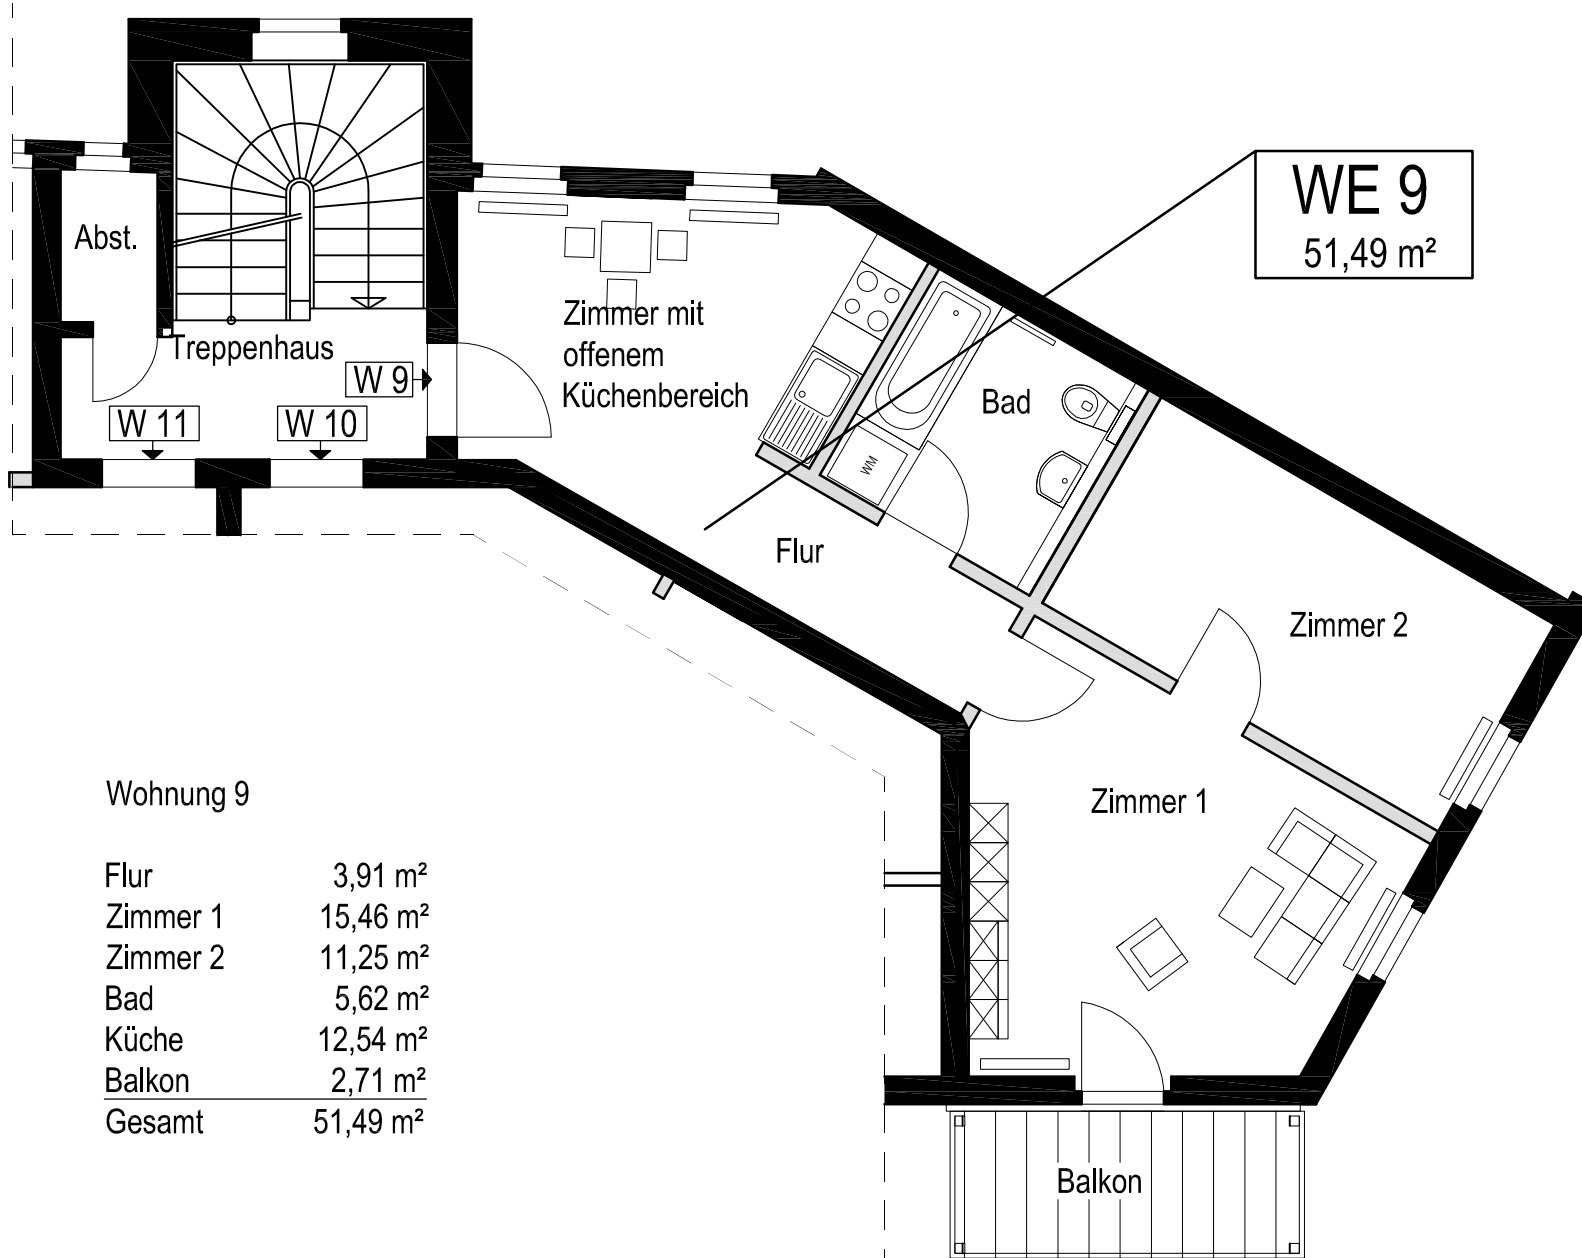 WE 9
51,49 m²
Abst.
Treppenhaus
W 9
W 11
W 10
Zimmer mit
offenem
Küchenbereich
Bad
WM
Flur
Zimmer 2
Zimmer 1
Balkon
Wohnung 9
Flur 3,91 m²
Zimmer 1 15,46 m²
Zimmer 2 11,25 m²
Bad 5,62 m²
Küche 12,54 m²
Balkon 2,71 m²
Gesamt 51,49 m²